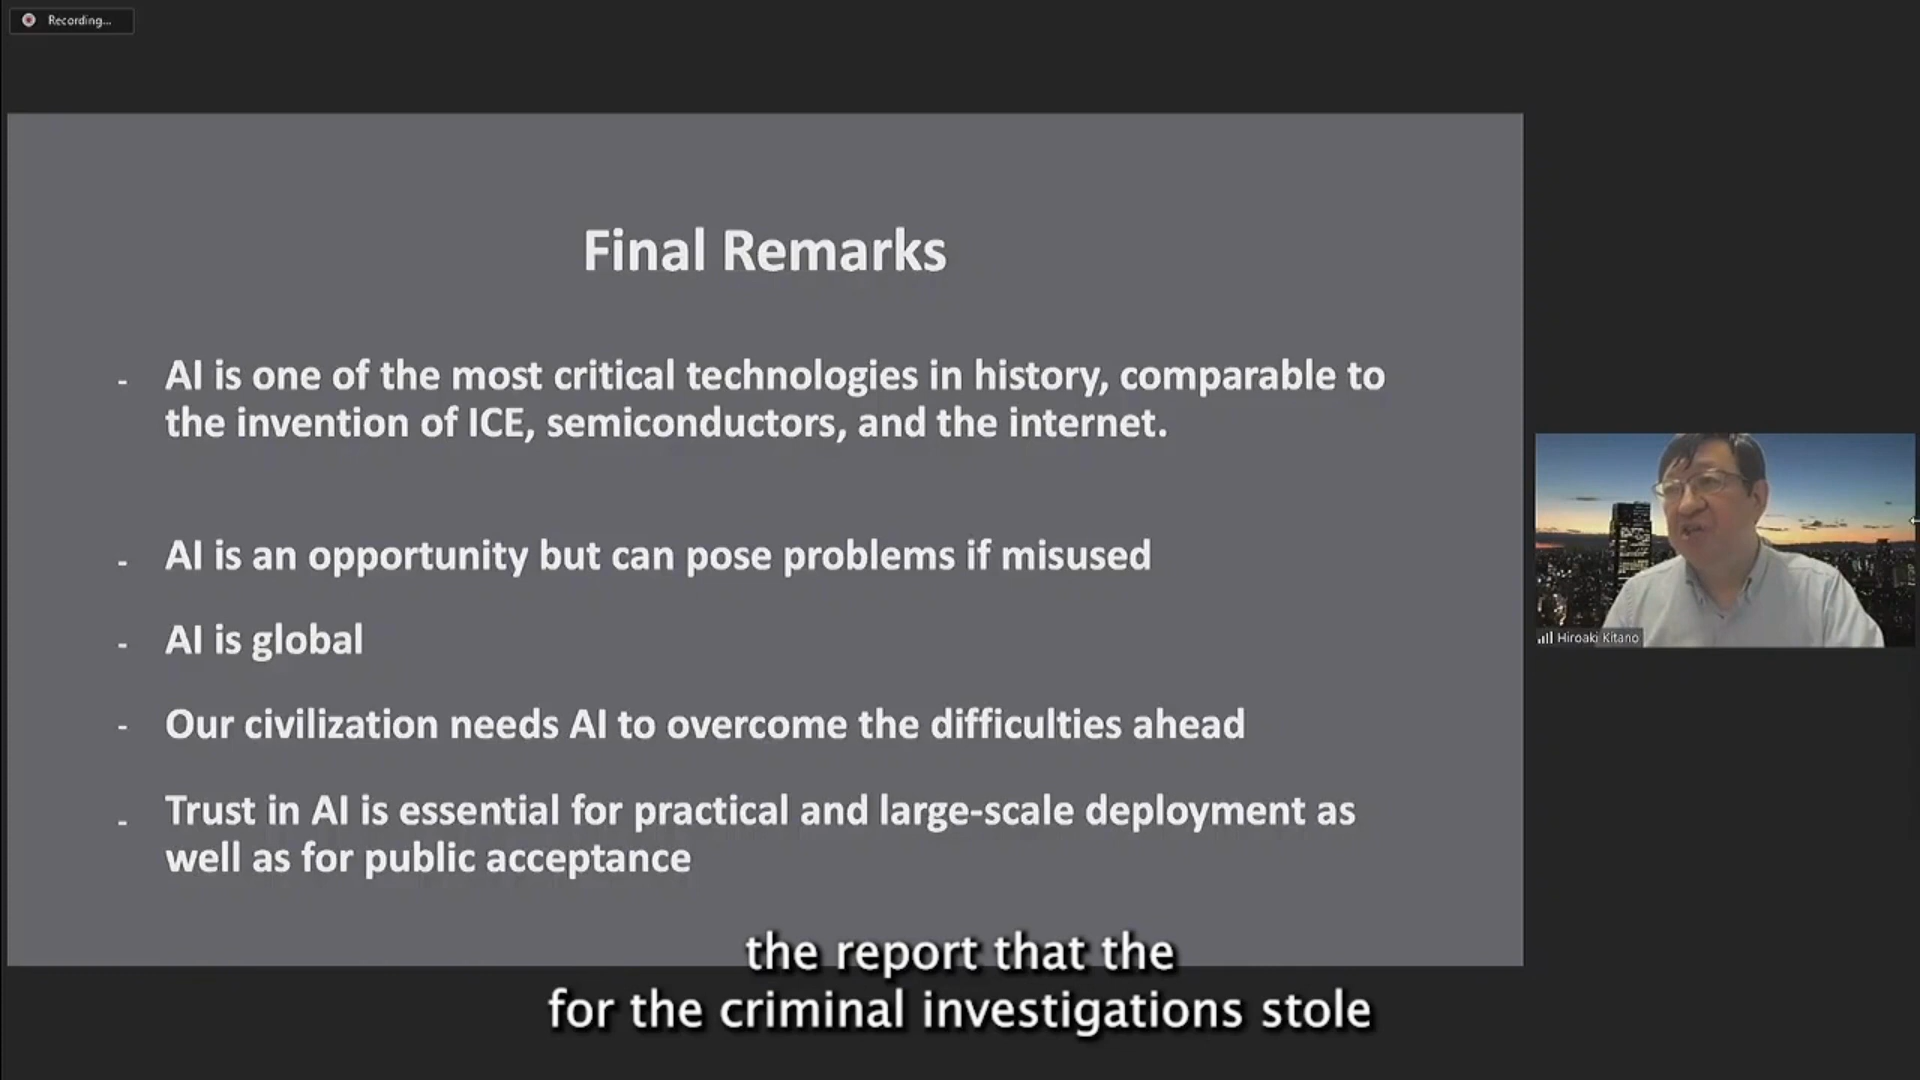 Recording...
Final Remarks
- AI is one of the most critical technologies in history, comparable to
the invention of ICE, semiconductors, and the internet.
- AI is an opportunity but can pose problems if misused
- AI is global
- Our civilization needs AI to overcome the difficulties ahead
- Trust in AI is essential for practical and large-scale deployment as
well as for public acceptance
Hiroaki Kitano
the report that the
for the criminal investigations stole